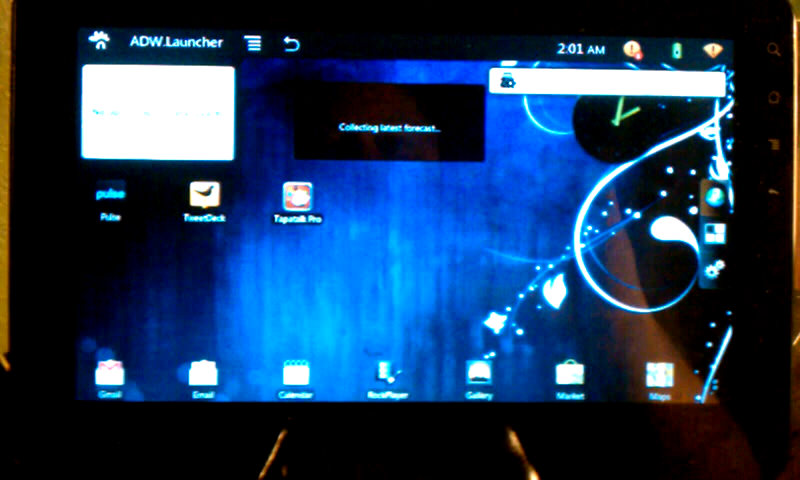 ADW.Launcher
2:01 AM
Collecting latest forecast...
pulse
Pulse
TweetDeck
Tapatalk Pro
Gmail
Email
Calendar
RockPlayer
Gallery
Market
Maps